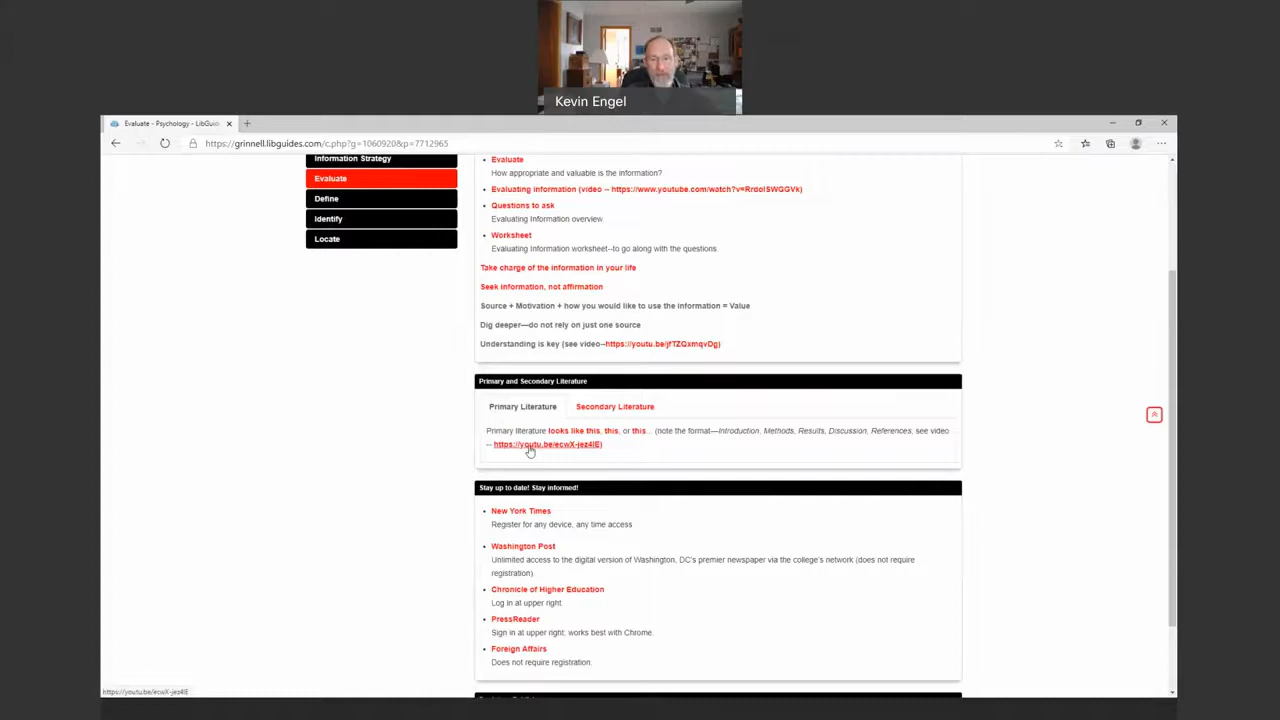 Kevin Engel
Evaluate - Psychology - LibGuid
https://grinnell.libguides.com/c.php?g=1060920&p=7712965
Information Strategy
Evaluate
Define
Identify
Locate
Evaluate
How appropriate and valuable is the information?
Evaluating information (video -- https://www.youtube.com/watch?v=RrdoISWGGVk)
Questions to ask
Evaluating Information overview.
Worksheet
Evaluating Information worksheet--to go along with the questions.
Take charge of the information in your life
Seek information, not affirmation
Source + Motivation + how you would like to use the information = Value
Dig deeper—do not rely on just one source
Understanding is key (see video--https://youtu.be/jfTZQxmqvDg)
Primary and Secondary Literature
Primary Literature Secondary Literature
Primary literature looks like this, this, or this... (note the format—Introduction, Methods, Results, Discussion, References, see video
-- https://youtu.be/ecwX-jez4lE)
Stay up to date! Stay informed!
New York Times
Register for any device, any time access
Washington Post
Unlimited access to the digital version of Washington, DC's premier newspaper via the college's network (does not require
registration).
Chronicle of Higher Education
Log in at upper right
PressReader
Sign in at upper right; works best with Chrome.
Foreign Affairs
Does not require registration.
https://youtu.be/ecwX-jez4lE